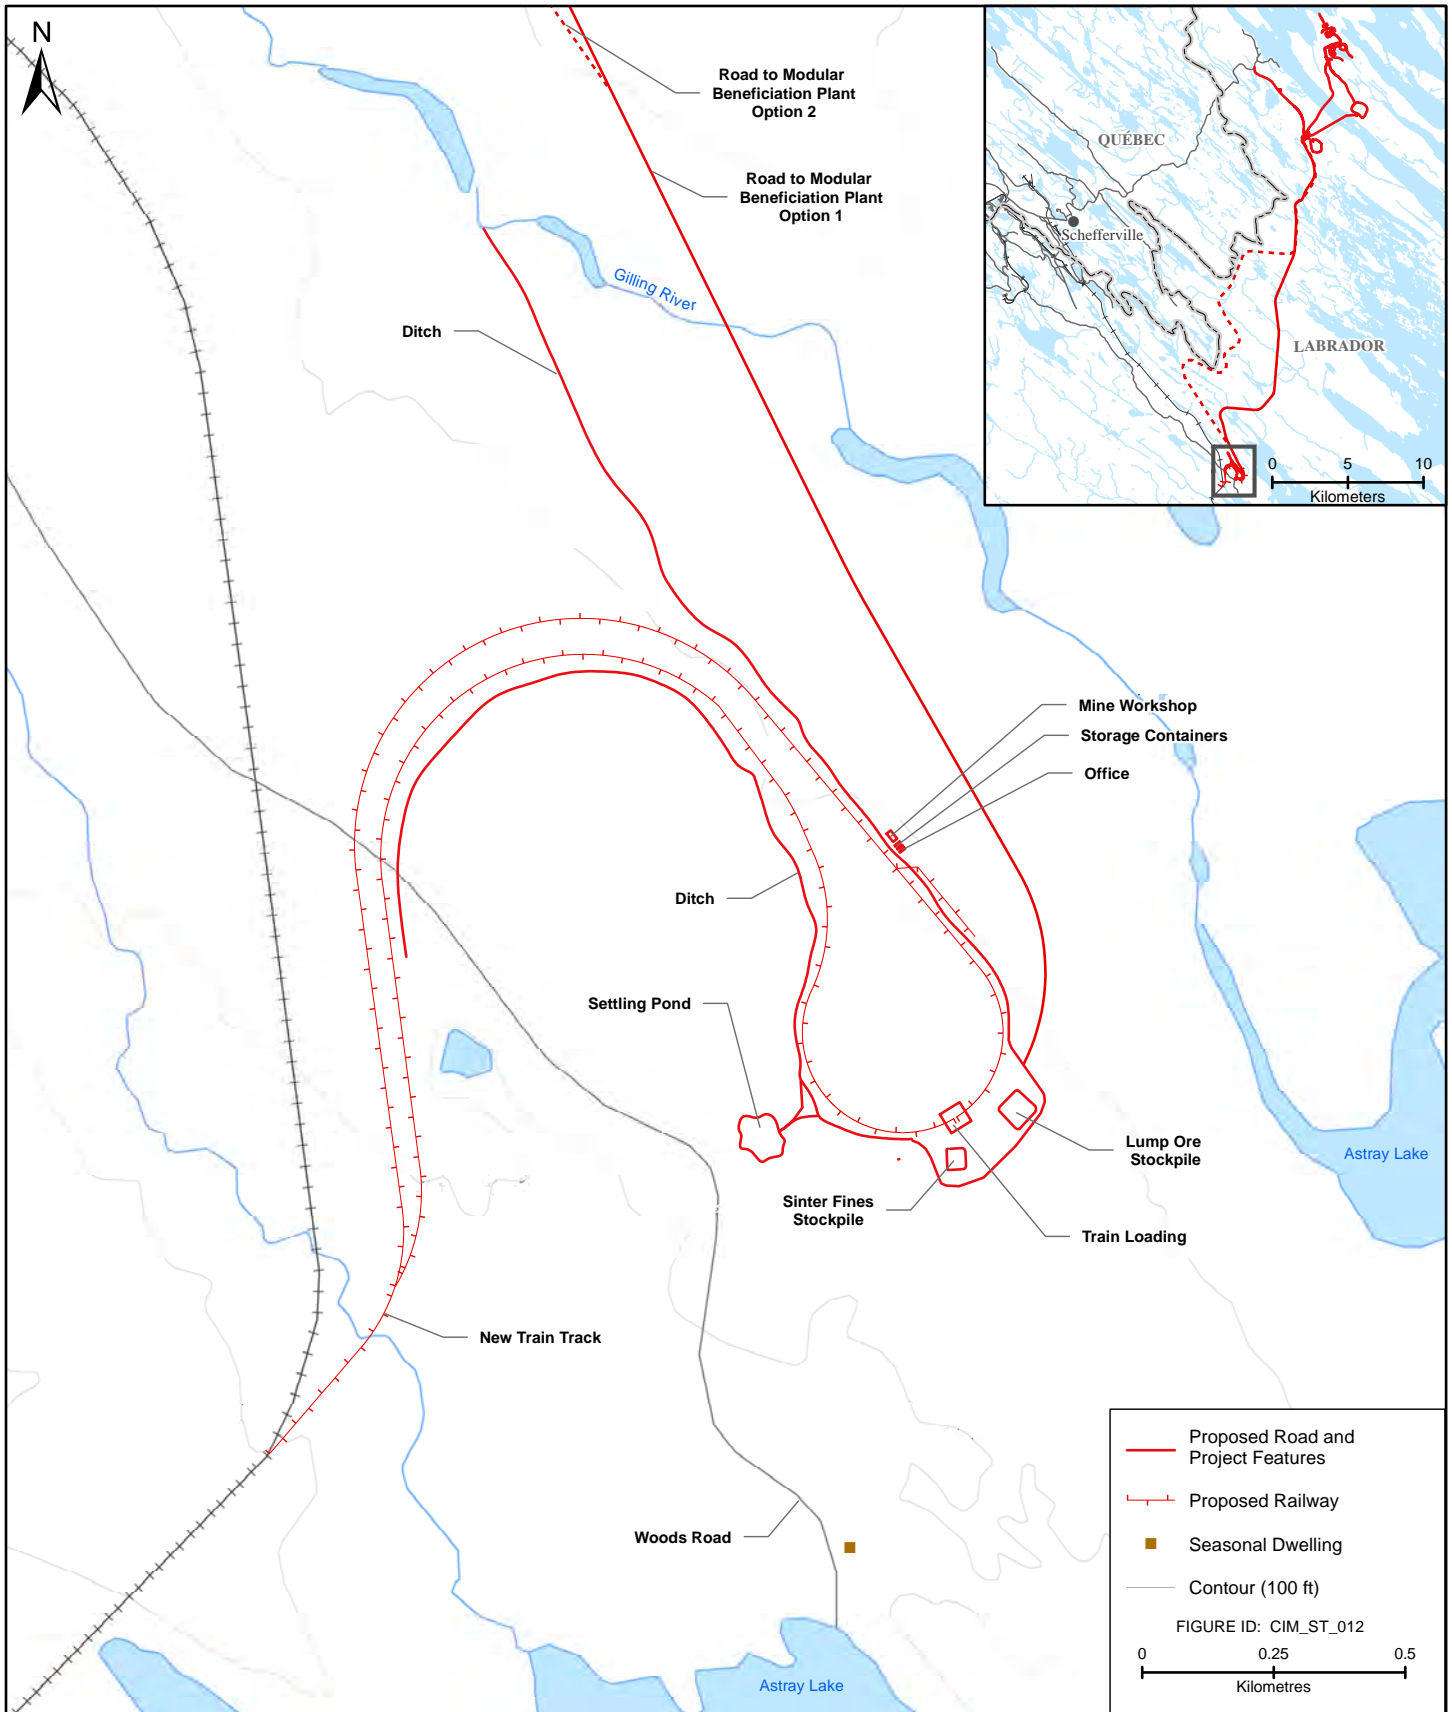 N
Road to Modular
Beneficiation Plant
Option 2
Road to Modular
Beneficiation Plant
Option 1
QUÉBEC
Schefferville
LABRADOR
0 5 10
Kilometers
Gilling River
Ditch
Mine Workshop
Storage Containers
Office
Ditch
Settling Pond
Lump Ore
Stockpile
Astray Lake
Sinter Fines
Stockpile
Train Loading
New Train Track
Woods Road
Astray Lake
Proposed Road and
Project Features
Proposed Railway
Seasonal Dwelling
Contour (100 ft)
FIGURE ID: CIM_ST_012
0 0.25 0.5
Kilometres